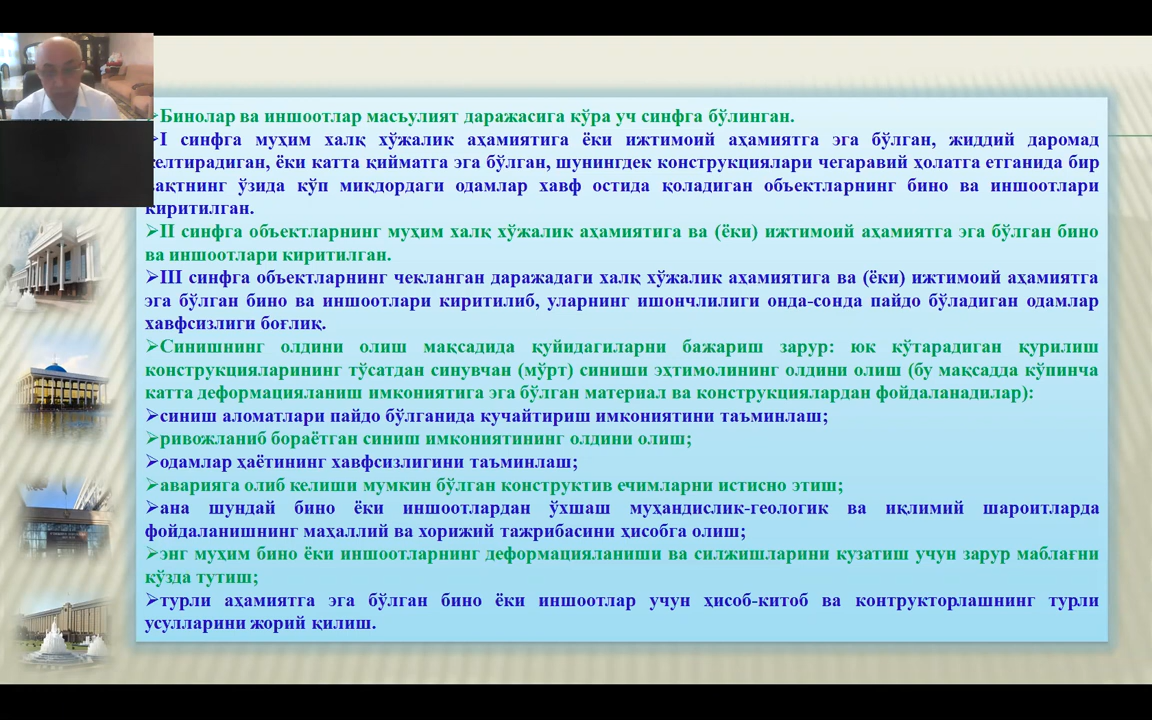 ➢Бинолар ва иншоотлар масъулият даражасига кўра уч синфга бўлинган.
➢I синфга муҳим халқ хўжалик аҳамиятига ёки ижтимоий аҳамиятга эга бўлган, жиддий даромад
келтирадиган, ёки катта қийматга эга бўлган, шунингдек конструкциялари чегаравий ҳолатга етганида бир
вақтнинг ўзида кўп миқдордаги одамлар хавф остида қоладиган объектларнинг бино ва иншоотлари
киритилган.
➢II синфга объектларнинг муҳим халқ хўжалик аҳамиятига ва (ёки) ижтимоий аҳамиятга эга бўлган бино
ва иншоотлари киритилган.
➢III синфга объектларнинг чекланган даражадаги халқ хўжалик аҳамиятига ва (ёки) ижтимоий аҳамиятга
эга бўлган бино ва иншоотлари киритилиб, уларнинг ишончлилиги онда-сонда пайдо бўладиган одамлар
хавфсизлиги боғлиқ.
➢Синишнинг олдини олиш мақсадида қуйидагиларни бажариш зарур: юк кўтарадиган қурилиш
конструкцияларининг тўсатдан синувчан (мўрт) синиши эҳтимолининг олдини олиш (бу мақсадда кўпинча
катта деформацияланиш имкониятига эга бўлган материал ва конструкциялардан фойдаланадилар):
➢синиш аломатлари пайдо бўлганида кучайтириш имкониятини таъминлаш;
➢ривожланиб бораётган синиш имкониятининг олдини олиш;
➢одамлар ҳаётининг хавфсизлигини таъминлаш;
➢аварияга олиб келиши мумкин бўлган конструктив ечимларни истисно этиш;
➢ана шундай бино ёки иншоотлардан ўхшаш муҳандислик-геологик ва иқлимий шароитларда
фойдаланишнинг маҳаллий ва хорижий тажрибасини ҳисобга олиш;
➢энг муҳим бино ёки иншоотларнинг деформацияланиши ва силжишларини кузатиш учун зарур маблағни
кўзда тутиш;
➢турли аҳамиятга эга бўлган бино ёки иншоотлар учун ҳисоб-китоб ва контрукторлашнинг турли
усулларини жорий қилиш.